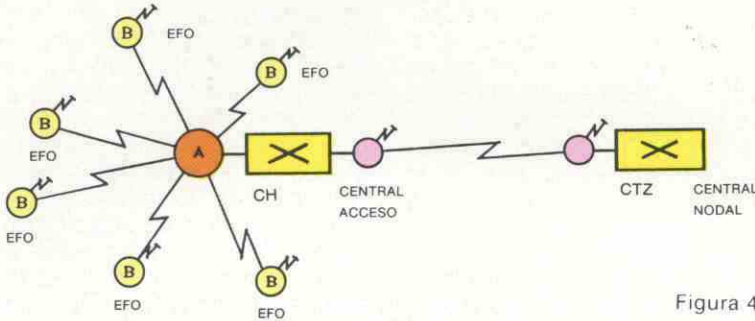 B EFO
B EFO
B
EFO
A
B
EFO
CH
CENTRAL
ACCESO
CTZ
CENTRAL
NODAL
B
EFO
B
EFO
Figura 4